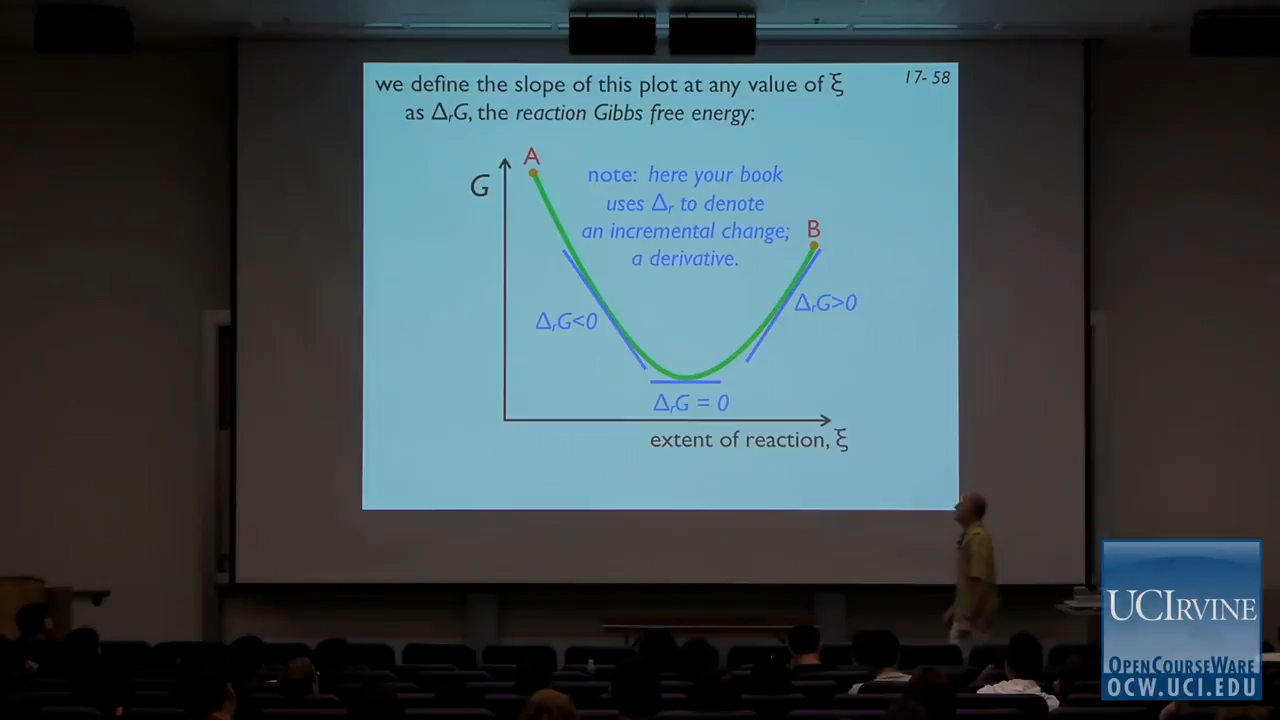 we define the slope of this plot at any value of ξ
17- 58
as ΔᵣG, the reaction Gibbs free energy:
A
G
note: here your book
uses Δᵣ to denote
an incremental change;
a derivative.
B
ΔᵣG<0
ΔᵣG>0
ΔᵣG = 0
extent of reaction, ξ
UCIRVINE
OPENCOURSEWARE
OCW.UCI.EDU